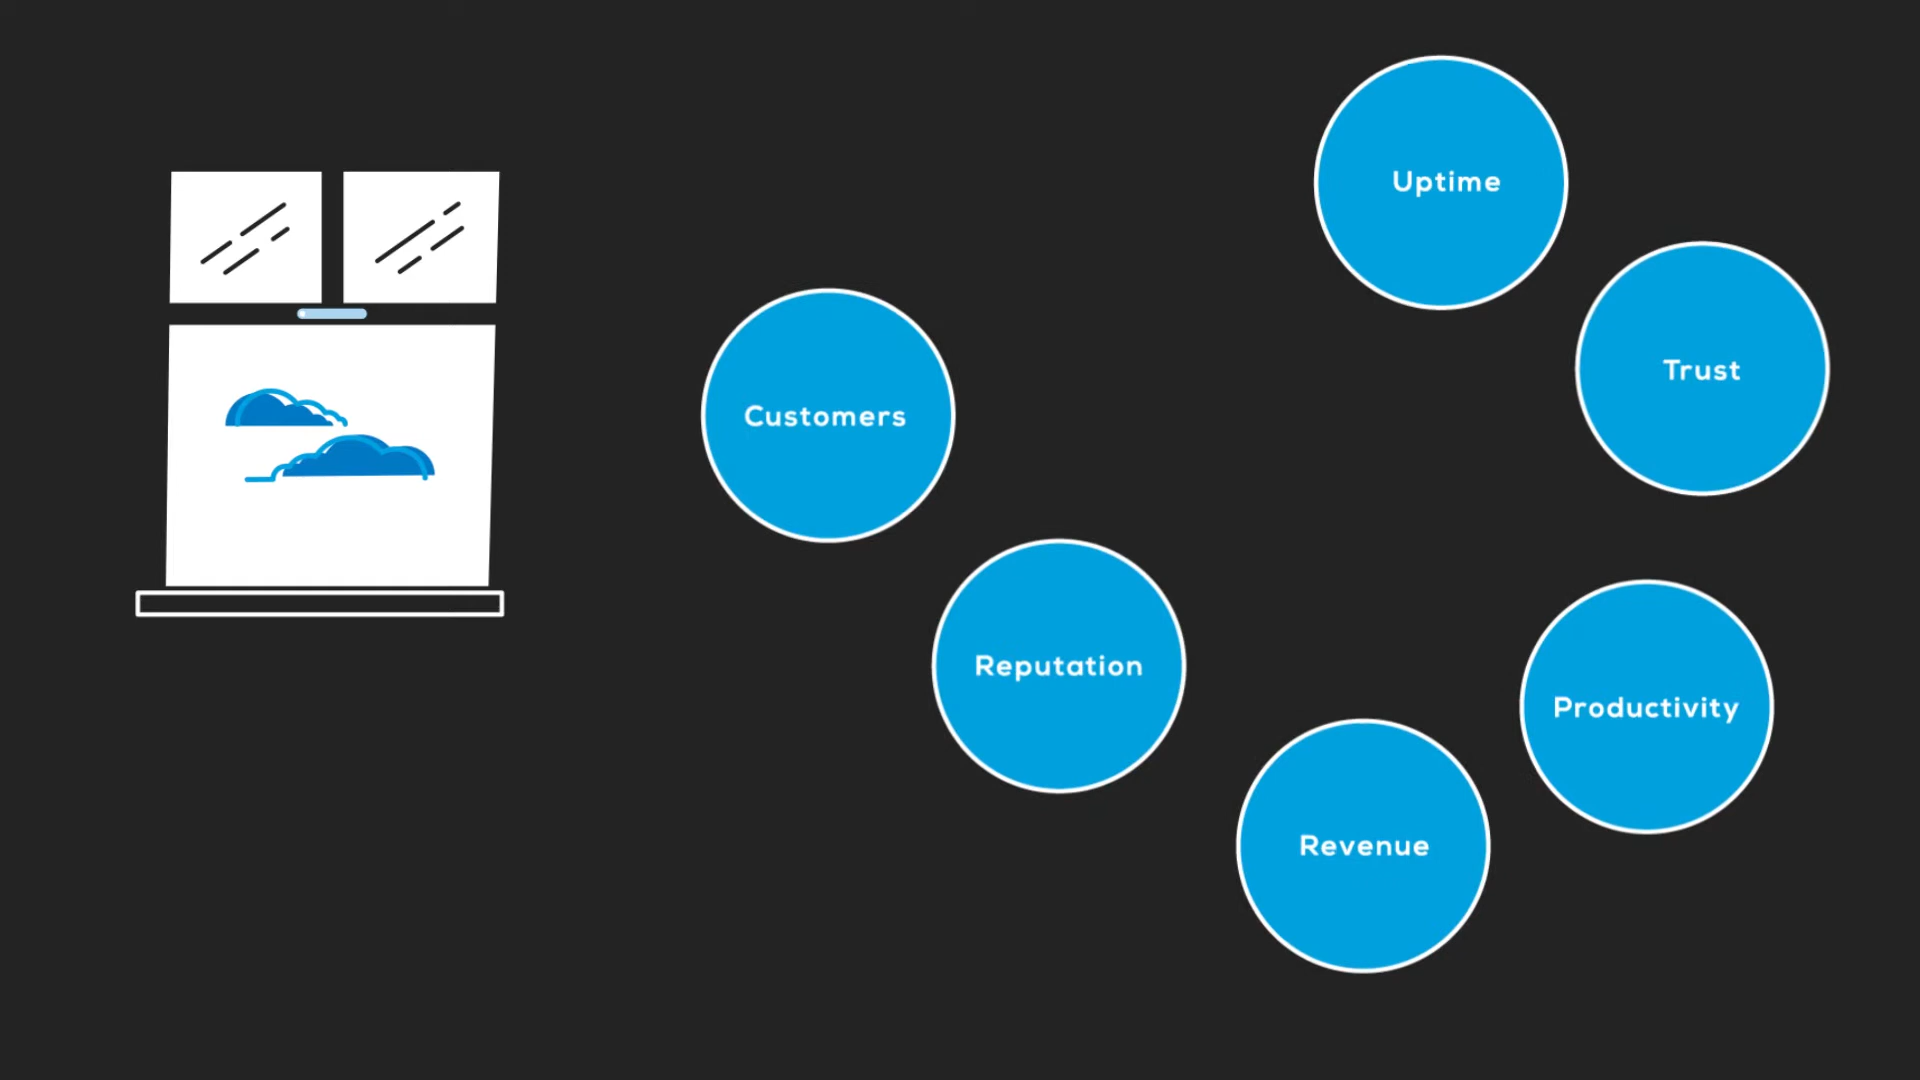 Uptime
Trust
Customers
Reputation
Productivity
Revenue